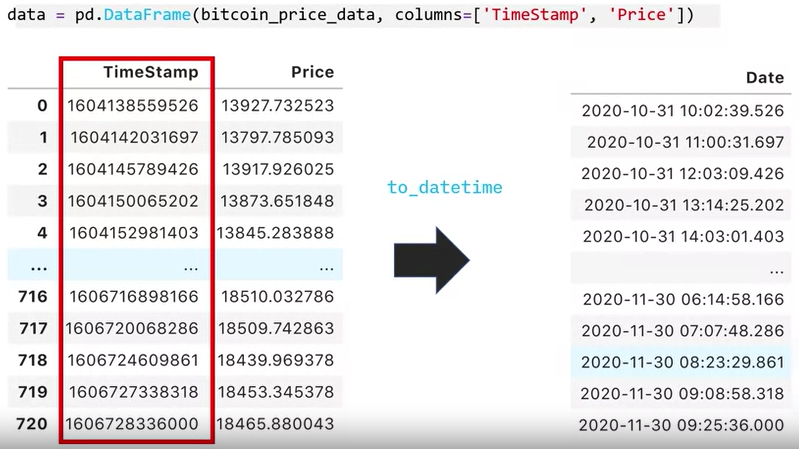 data = pd.DataFrame(bitcoin_price_data, columns=['TimeStamp', 'Price'])
TimeStamp Price
0 1604138559526 13927.732523
1 1604142031697 13797.785093
2 1604145789426 13917.926025
3 1604150065202 13873.651848
4 1604152981403 13845.283888
... ... ...
716 1606716898166 18510.032786
717 1606720068286 18509.742863
718 1606724609861 18439.969378
719 1606727338318 18453.345378
720 1606728336000 18465.880043
to_datetime
Date
2020-10-31 10:02:39.526
2020-10-31 11:00:31.697
2020-10-31 12:03:09.426
2020-10-31 13:14:25.202
2020-10-31 14:03:01.403
...
2020-11-30 06:14:58.166
2020-11-30 07:07:48.286
2020-11-30 08:23:29.861
2020-11-30 09:08:58.318
2020-11-30 09:25:36.000